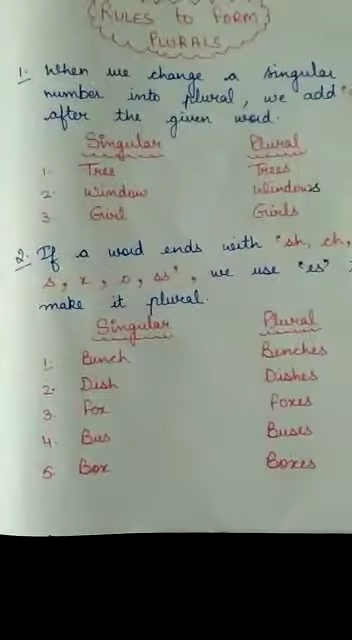 RULES to FORM
PLURALS
1. When we change a singular
number into plural, we add "
after the given word.
Singular Plural
1. Tree Trees
2. Window Windows
3. Girl Girls
2. If a word ends with "sh, ch,
s, x, o, ss", we use "es"
make it plural.
Singular Plural
1. Bench Benches
2. Dish Dishes
3. Fox Foxes
4. Bus Buses
5. Box Boxes